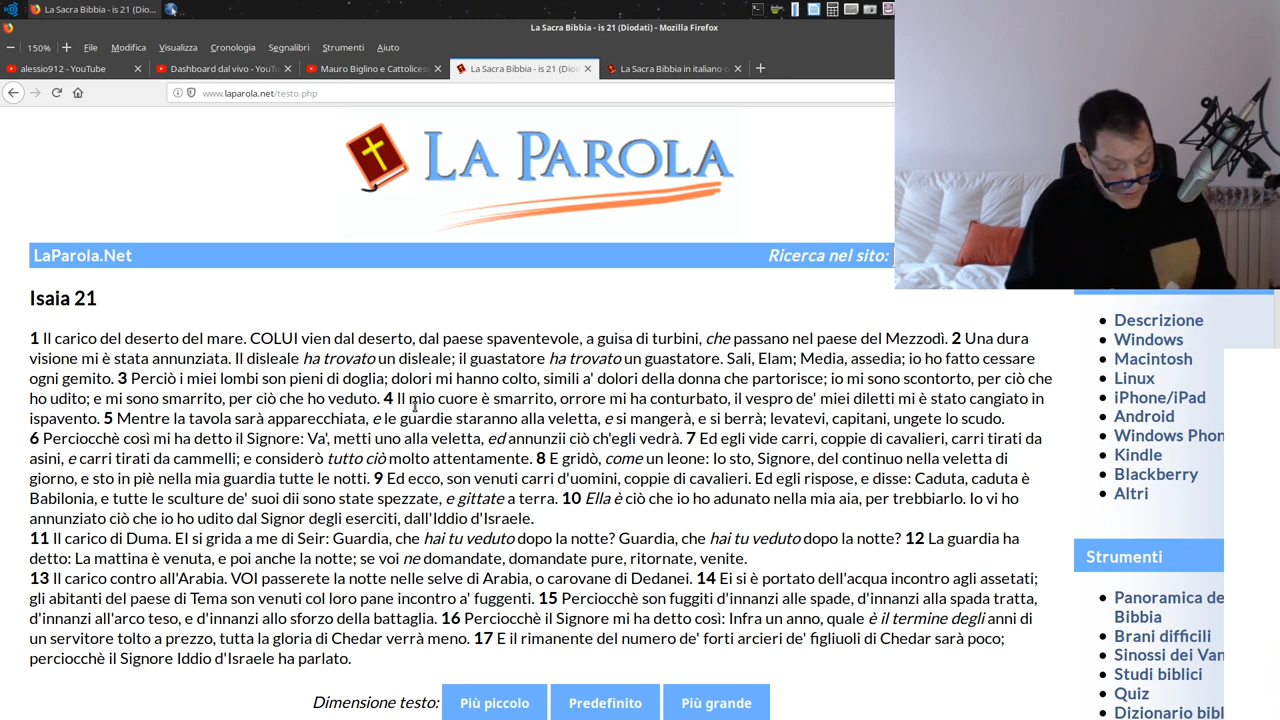 La Sacra Bibbia - is 21 (Diodati...
La Sacra Bibbia - is 21 (Diodati) - Mozilla Firefox
150% File Modifica Visualizza Cronologia Segnalibri Strumenti Aiuto
alessio912 - YouTube Dashboard dal vivo - YouTu Mauro Biglino e Cattolicesi La Sacra Bibbia - is 21 (Diod La Sacra Bibbia in italiano o
www.laparola.net/testo.php
LA PAROLA
LaParola.Net Ricerca nel sito:
Isaia 21
1 Il carico del deserto del mare. COLUI vien dal deserto, dal paese spaventevole, a guisa di turbini, che passano nel paese del Mezzodì. 2 Una dura
visione mi è stata annunziata. Il disleale ha trovato un disleale; il guastatore ha trovato un guastatore. Sali, Elam; Media, assedia; io ho fatto cessare
ogni gemito. 3 Perciò i miei lombi son pieni di doglia; dolori mi hanno colto, simili a' dolori della donna che partorisce; io mi sono scontorto, per ciò che
ho udito; e mi sono smarrito, per ciò che ho veduto. 4 Il mio cuore è smarrito, orrore mi ha conturbato, il vespro de' miei diletti mi è stato cangiato in
ispavento. 5 Mentre la tavola sarà apparecchiata, e le guardie staranno alla veletta, e si mangerà, e si berrà; levatevi, capitani, ungete lo scudo.
6 Perciocchè così mi ha detto il Signore: Va', metti uno alla veletta, ed annunzii ciò ch'egli vedrà. 7 Ed egli vide carri, coppie di cavalieri, carri tirati da
asini, e carri tirati da cammelli; e considerò tutto ciò molto attentamente. 8 E gridò, come un leone: Io sto, Signore, del continuo nella veletta di
giorno, e sto in piè nella mia guardia tutte le notti. 9 Ed ecco, son venuti carri d'uomini, coppie di cavalieri. Ed egli rispose, e disse: Caduta, caduta è
Babilonia, e tutte le sculture de' suoi dii sono state spezzate, e gittate a terra. 10 Ella è ciò che io ho adunato nella mia aia, per trebbiarlo. Io vi ho
annunziato ciò che io ho udito dal Signor degli eserciti, dall'Iddio d'Israele.
11 Il carico di Duma. EI si grida a me di Seir: Guardia, che hai tu veduto dopo la notte? Guardia, che hai tu veduto dopo la notte? 12 La guardia ha
detto: La mattina è venuta, e poi anche la notte; se voi ne domandate, domandate pure, ritornate, venite.
13 Il carico contro all'Arabia. VOI passerete la notte nelle selve di Arabia, o carovane di Dedanei. 14 Ei si è portato dell'acqua incontro agli assetati;
gli abitanti del paese di Tema son venuti col loro pane incontro a' fuggenti. 15 Perciocchè son fuggiti d'innanzi alle spade, d'innanzi alla spada tratta,
d'innanzi all'arco teso, e d'innanzi allo sforzo della battaglia. 16 Perciocchè il Signore mi ha detto così: Infra un anno, quale è il termine degli anni di
un servitore tolto a prezzo, tutta la gloria di Chedar verrà meno. 17 E il rimanente del numero de' forti arcieri de' figliuoli di Chedar sarà poco;
perciocchè il Signore Iddio d'Israele ha parlato.
Dimensione testo: Più piccolo Predefinito Più grande
Descrizione
Windows
Macintosh
Linux
iPhone/iPad
Android
Windows Phon
Kindle
Blackberry
Altri
Strumenti
Panoramica de
Bibbia
Brani difficili
Sinossi dei Van
Studi biblici
Quiz
Dizionario bibl